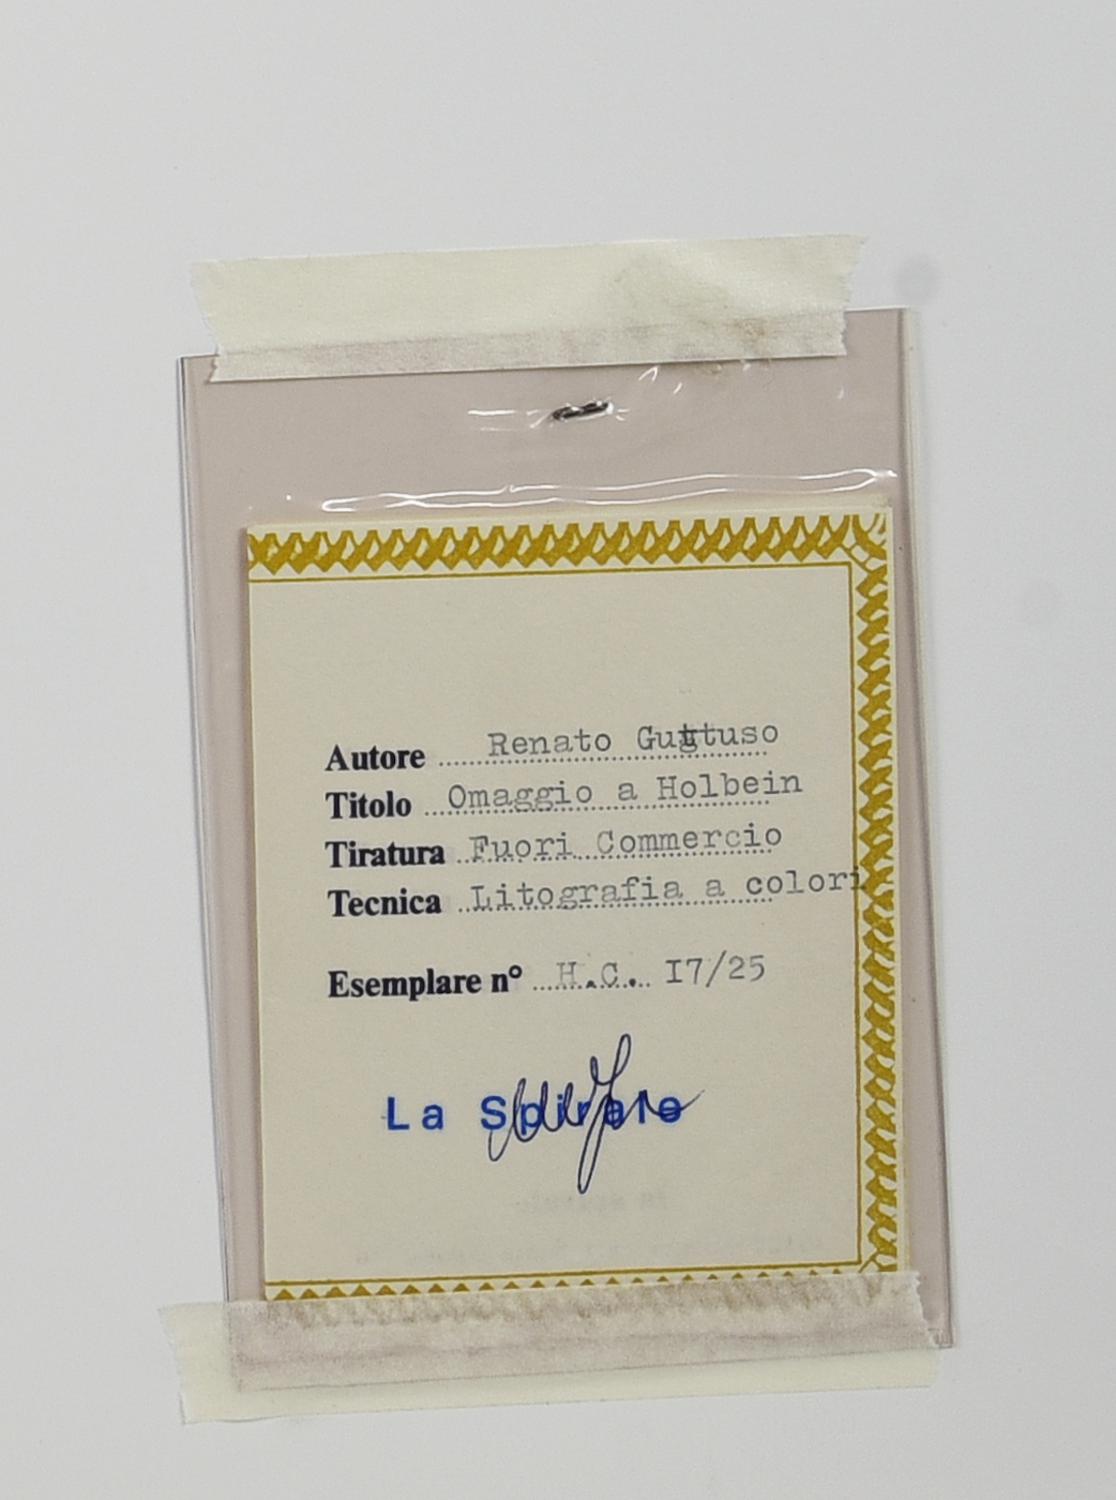 Autore Renato Guttuso
Titolo Omaggio a Holbein
Tiratura Fuori Commercio
Tecnica Litografia a colori
Esemplare n° H.C. I7/25
La Spirale